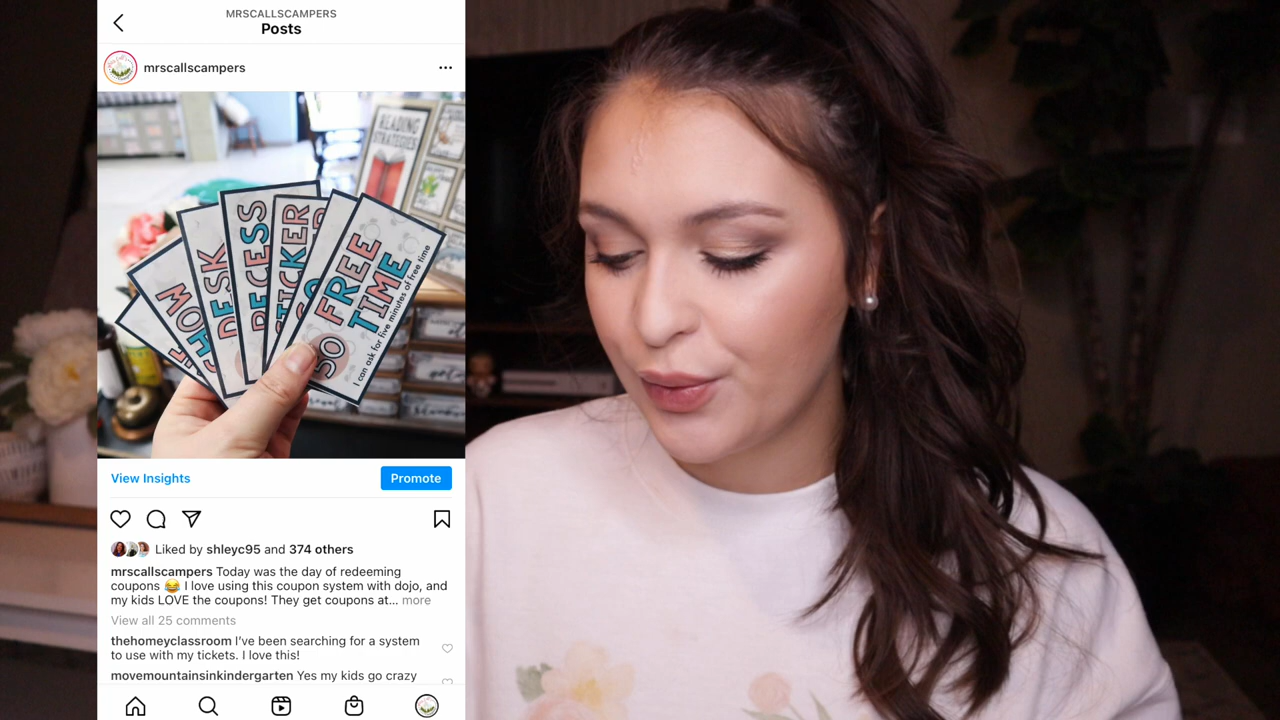 MRSCALLSCAMPERS
Posts
mrscallscampers
READING
STRATEGIES
DESK
RECESS
STICKER
SO FREE
TIME
I can ask for five minutes of free time
View Insights
Promote
Liked by shleyc95 and 374 others
mrscallscampers Today was the day of redeeming
coupons 😂 I love using this coupon system with dojo, and
my kids LOVE the coupons! They get coupons at... more
View all 25 comments
thehomeyclassroom I've been searching for a system
to use with my tickets. I love this!
movemountainsinkindergarten Yes my kids go crazy